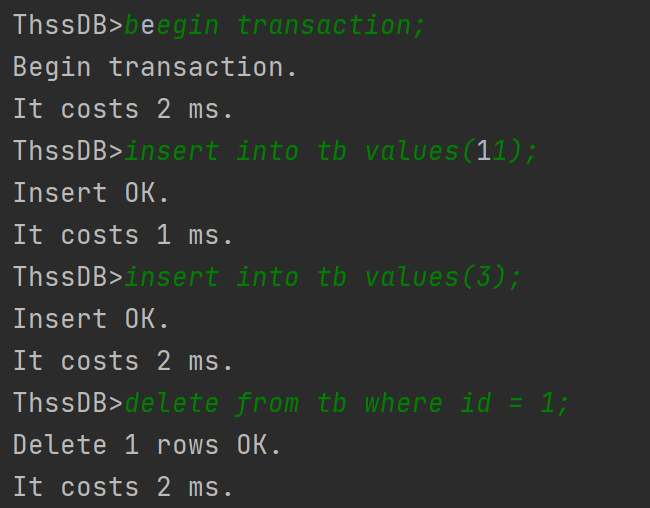 ThssDB>beegin transaction;
Begin transaction.
It costs 2 ms.
ThssDB>insert into tb values(11);
Insert OK.
It costs 1 ms.
ThssDB>insert into tb values(3);
Insert OK.
It costs 2 ms.
ThssDB>delete from tb where id = 1;
Delete 1 rows OK.
It costs 2 ms.